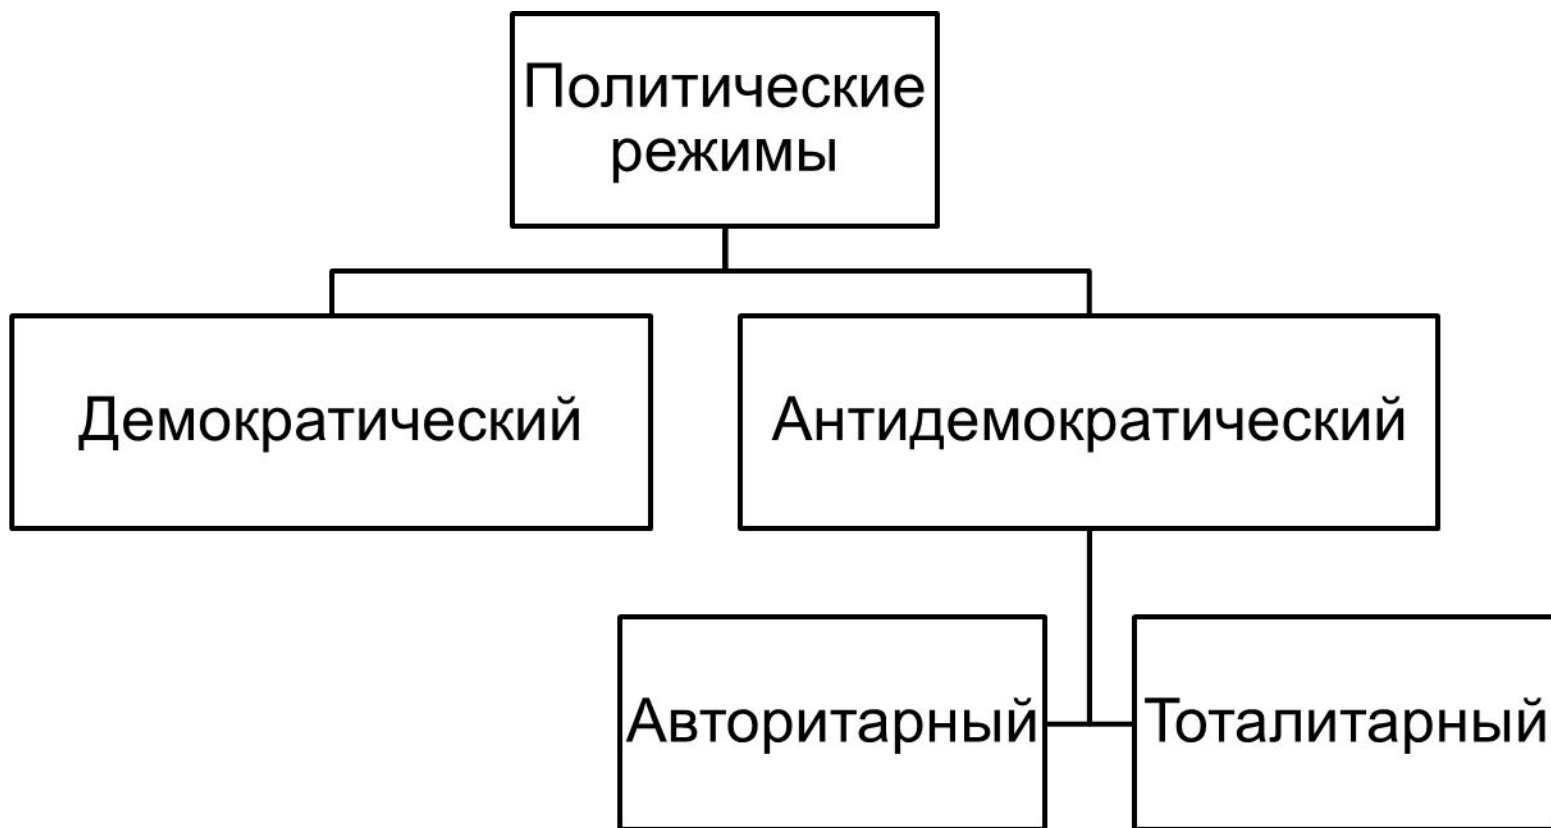 Политические
режимы
Демократический
Антидемократический
Авторитарный
Тоталитарный